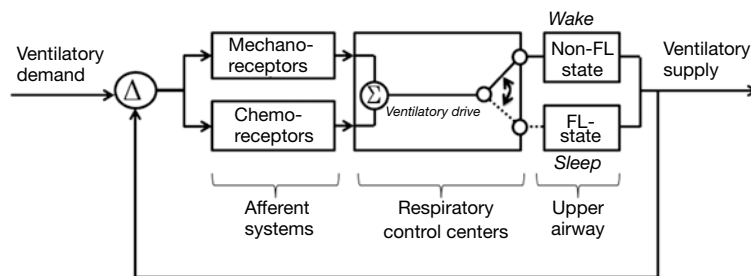 Wake
Ventilatory
demand
Δ
Mechano-
receptors
Chemo-
receptors
Σ
Ventilatory drive
Non-FL
state
FL-
state
Sleep
Ventilatory
supply
Afferent
systems
Respiratory
control centers
Upper
airway